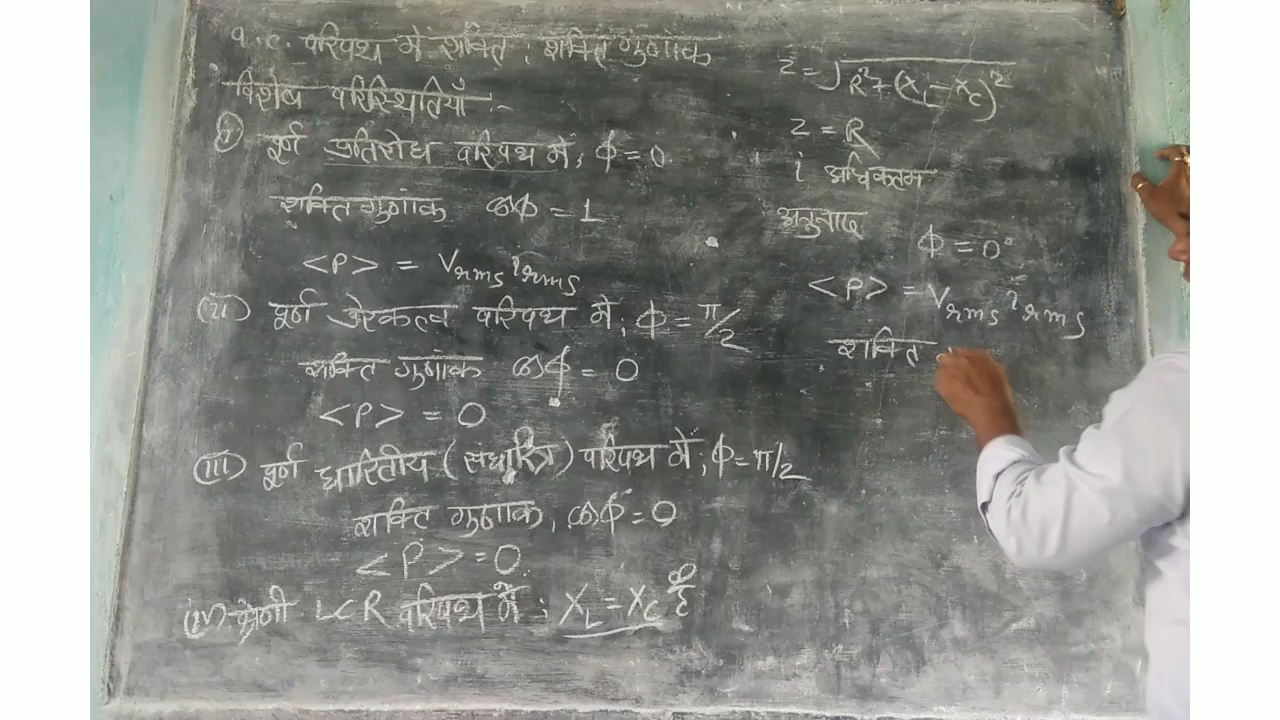 a.c. परिपथ में शक्ति; शक्ति गुणांक
विशेष परिस्थितियाँ :-
(i) पूर्ण प्रतिरोध परिपथ में; ϕ = 0.
शक्ति गुणांक cosϕ = 1
<P> = Vrms irms
(ii) पूर्ण प्रेरकत्व परिपथ में; ϕ = π/2
शक्ति गुणांक cosϕ = 0
<P> = 0
(iii) पूर्ण धारितीय (संधारित्र) परिपथ में; ϕ = π/2
शक्ति गुणांक, cosϕ = 0
<P> = 0.
(iv) श्रेणी LCR परिपथ में; XL = XC है
Z = √R² + (XL - XC)²
Z = R
i अधिकतम
अनुनाद
ϕ = 0°
<P> = Vrms irms
शक्ति